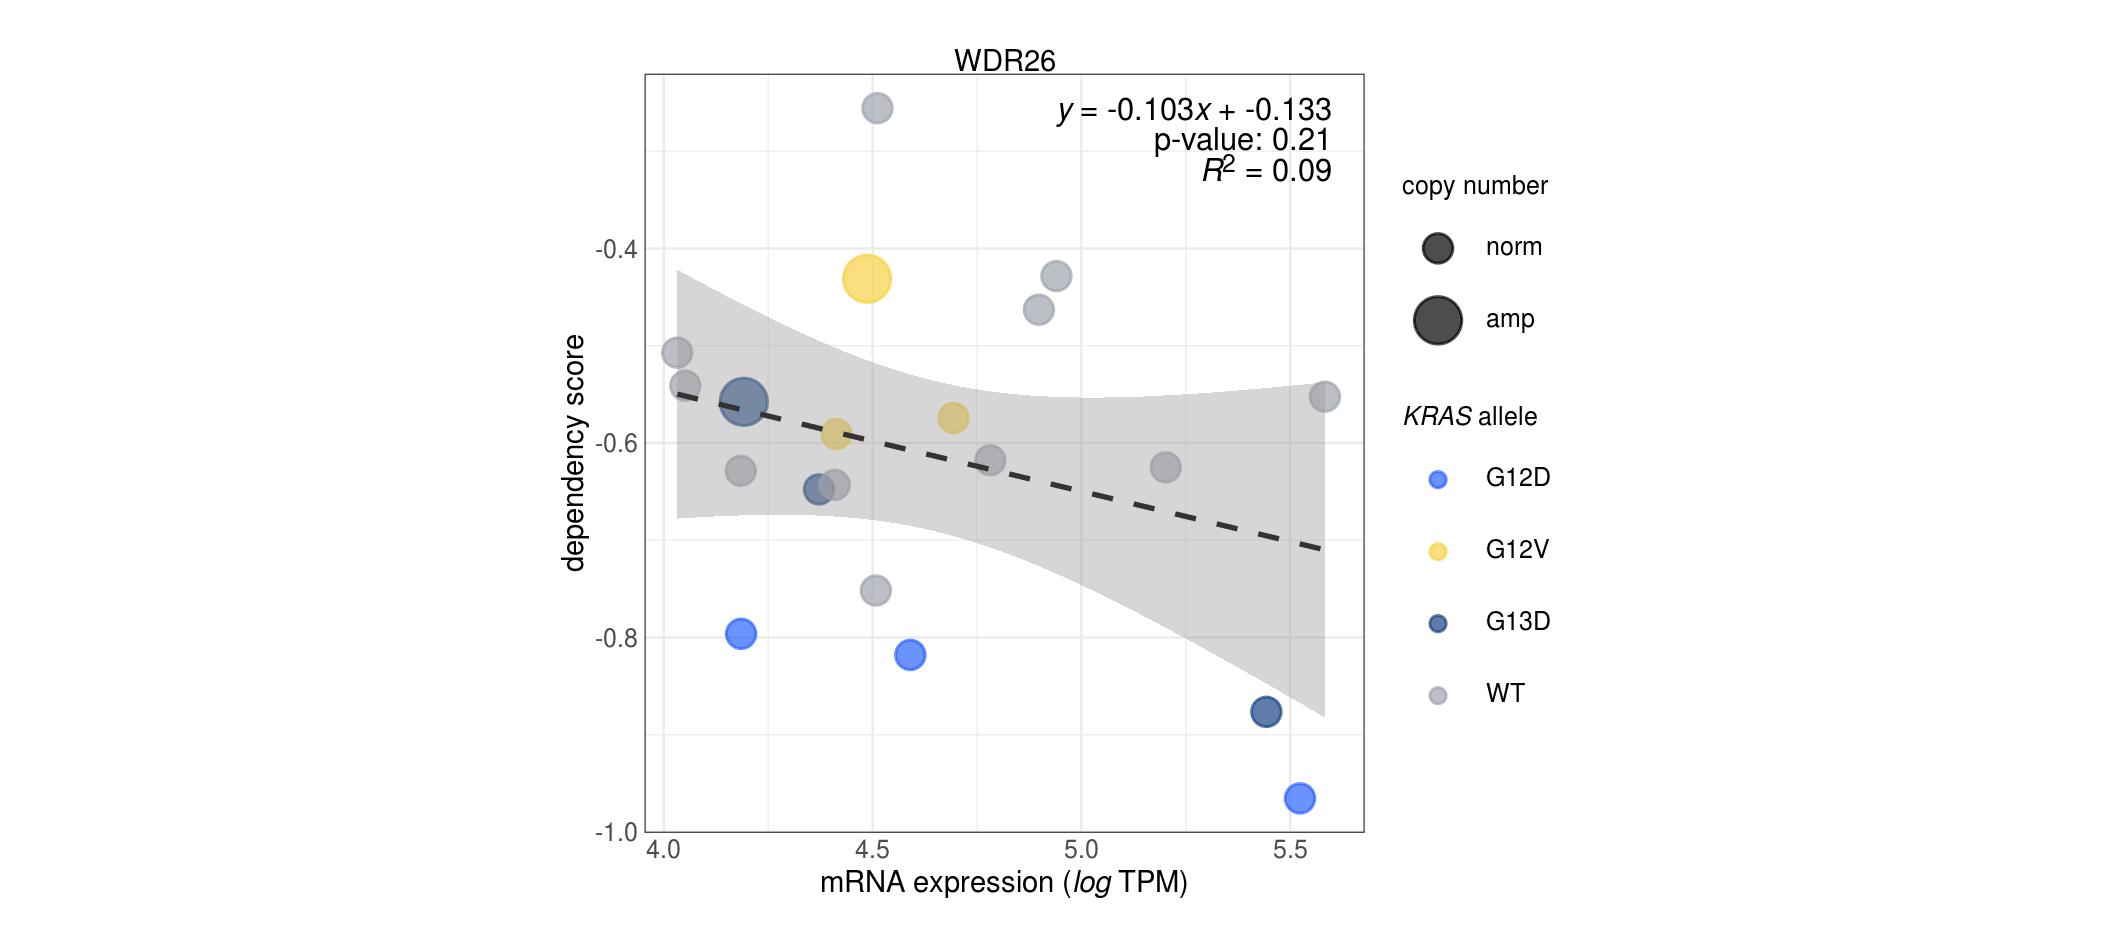 WDR26
y = -0.103x + -0.133
p-value: 0.21
R² = 0.09
-0.4
-0.6
-0.8
-1.0
dependency score
4.0 4.5 5.0 5.5
mRNA expression (log TPM)
copy number
norm
amp
KRAS allele
G12D
G12V
G13D
WT